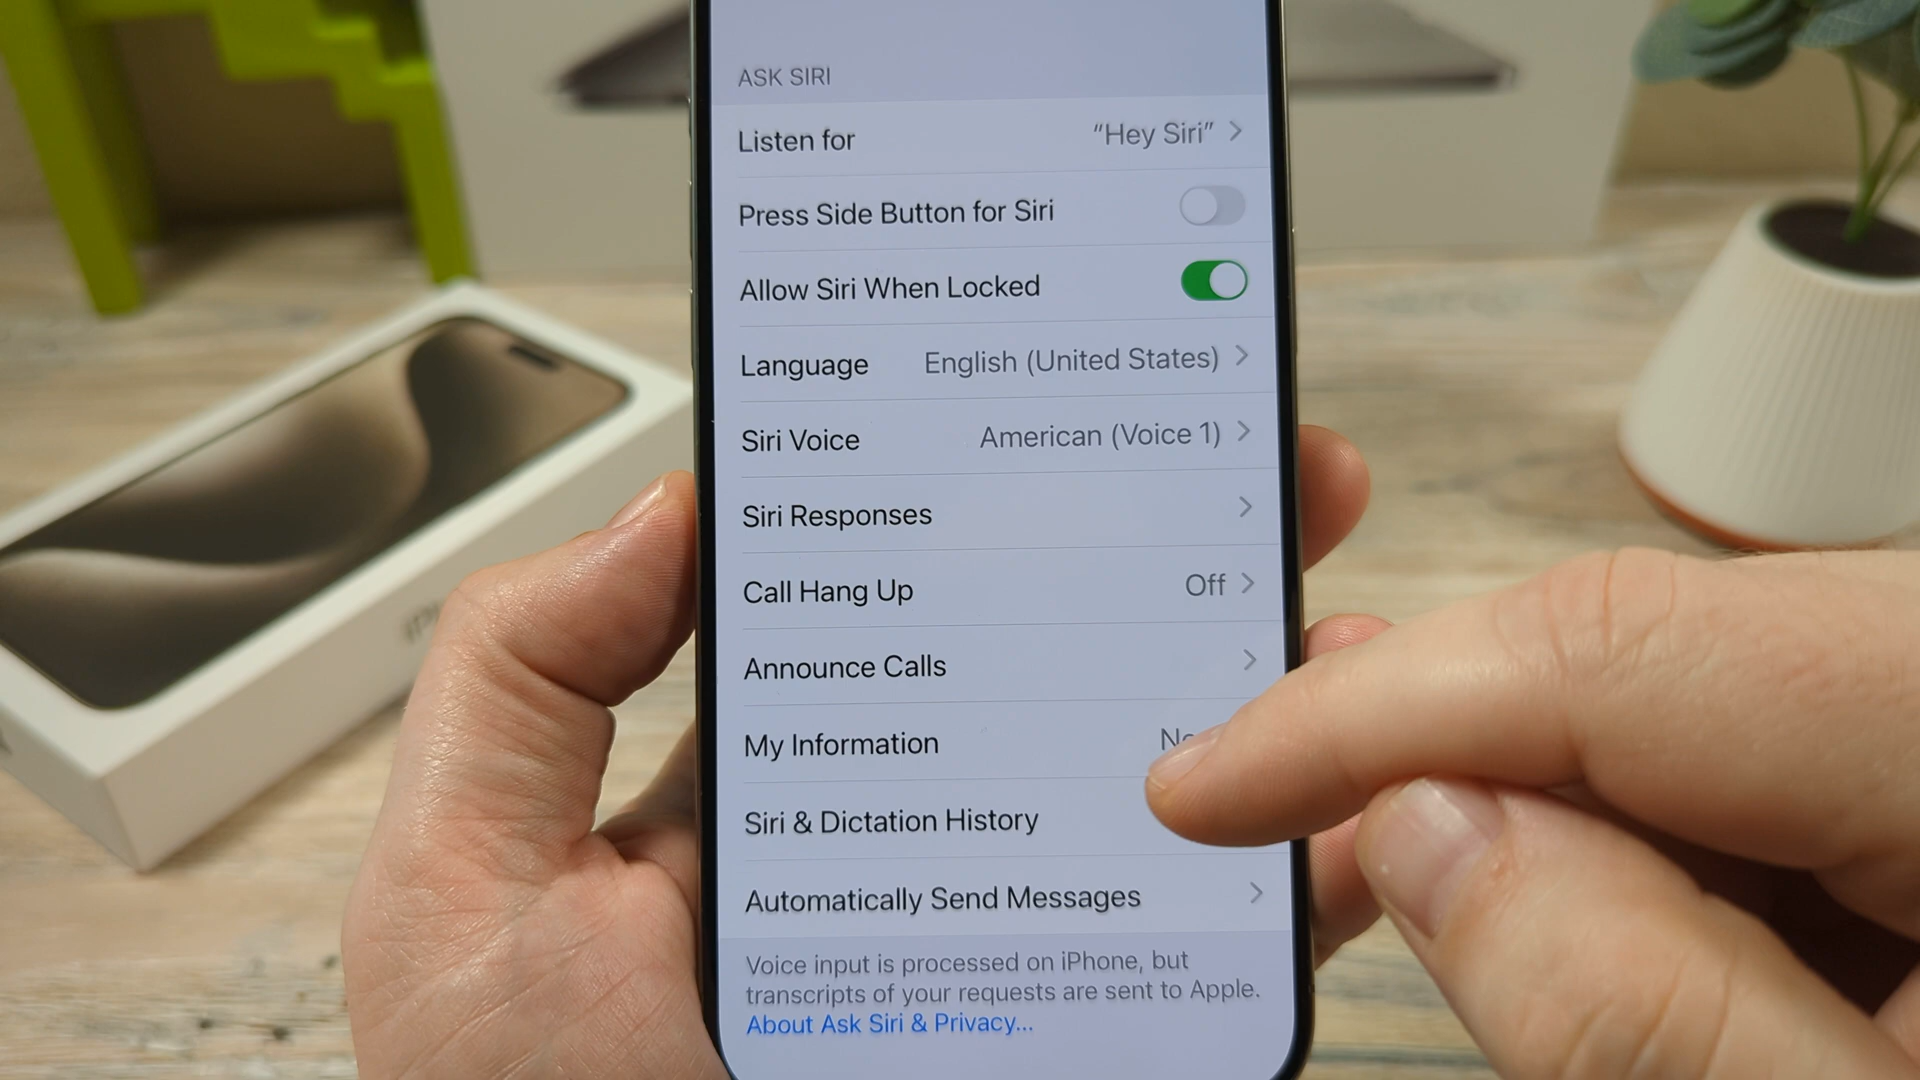 ASK SIRI
Listen for “Hey Siri”
Press Side Button for Siri
Allow Siri When Locked
Language English (United States)
Siri Voice American (Voice 1)
Siri Responses
Call Hang Up Off
Announce Calls
My Information
Siri & Dictation History
Automatically Send Messages
Voice input is processed on iPhone, but
transcripts of your requests are sent to Apple.
About Ask Siri & Privacy...